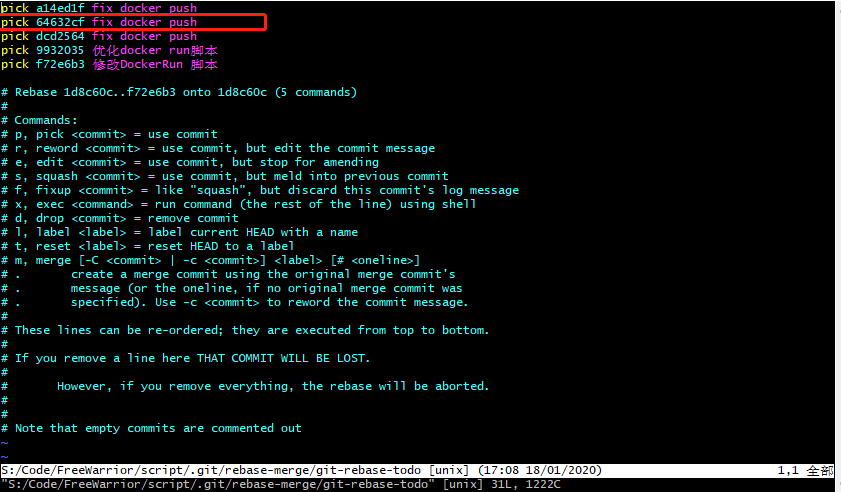 pick a14ed1f fix docker push
pick 64632cf fix docker push
pick dcd2564 fix docker push
pick 9932035 优化docker run脚本
pick f72e6b3 修改DockerRun 脚本
# Rebase 1d8c60c..f72e6b3 onto 1d8c60c (5 commands)
#
# Commands:
# p, pick <commit> = use commit
# r, reword <commit> = use commit, but edit the commit message
# e, edit <commit> = use commit, but stop for amending
# s, squash <commit> = use commit, but meld into previous commit
# f, fixup <commit> = like "squash", but discard this commit's log message
# x, exec <command> = run command (the rest of the line) using shell
# d, drop <commit> = remove commit
# l, label <label> = label current HEAD with a name
# t, reset <label> = reset HEAD to a label
# m, merge [-C <commit> | -c <commit>] <label> [# <oneline>]
# .       create a merge commit using the original merge commit's
# .       message (or the oneline, if no original merge commit was
# .       specified). Use -c <commit> to reword the commit message.
#
# These lines can be re-ordered; they are executed from top to bottom.
#
# If you remove a line here THAT COMMIT WILL BE LOST.
#
#       However, if you remove everything, the rebase will be aborted.
#
#
# Note that empty commits are commented out
~
~
S:/Code/FreeWarrior/script/.git/rebase-merge/git-rebase-todo [unix] (17:08 18/01/2020) 1,1 全部
"S:/Code/FreeWarrior/script/.git/rebase-merge/git-rebase-todo" [unix] 31L, 1222C